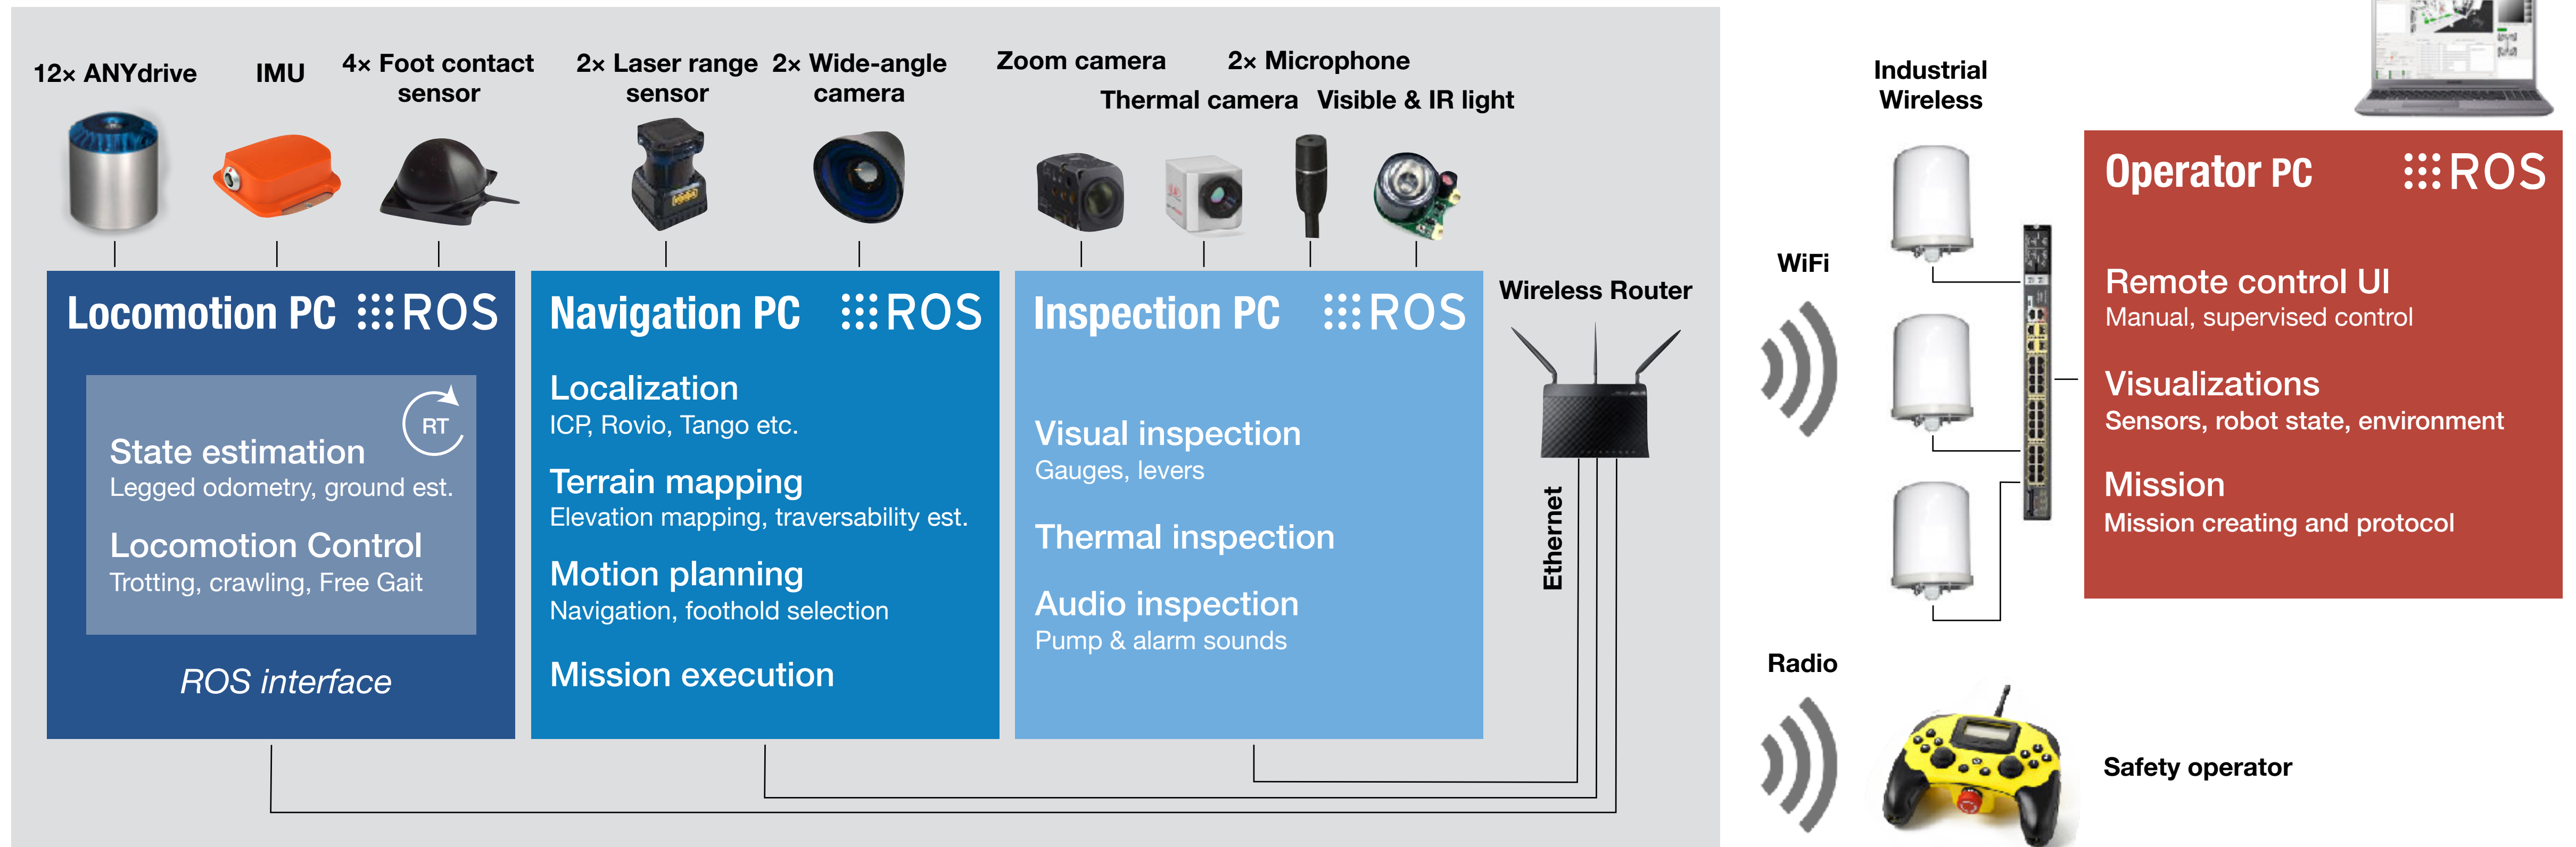 12× ANYdrive
IMU
4× Foot contact
sensor
2× Laser range
sensor
2× Wide-angle
camera
Zoom camera
Thermal camera
2× Microphone
Visible & IR light
Locomotion PC ROS
RT
State estimation
Legged odometry, ground est.
Locomotion Control
Trotting, crawling, Free Gait
ROS interface
Navigation PC ROS
Localization
ICP, Rovio, Tango etc.
Terrain mapping
Elevation mapping, traversability est.
Motion planning
Navigation, foothold selection
Mission execution
Inspection PC ROS
Visual inspection
Gauges, levers
Thermal inspection
Audio inspection
Pump & alarm sounds
Wireless Router
Ethernet
WiFi
Industrial
Wireless
Operator PC ROS
Remote control UI
Manual, supervised control
Visualizations
Sensors, robot state, environment
Mission
Mission creating and protocol
Radio
Safety operator